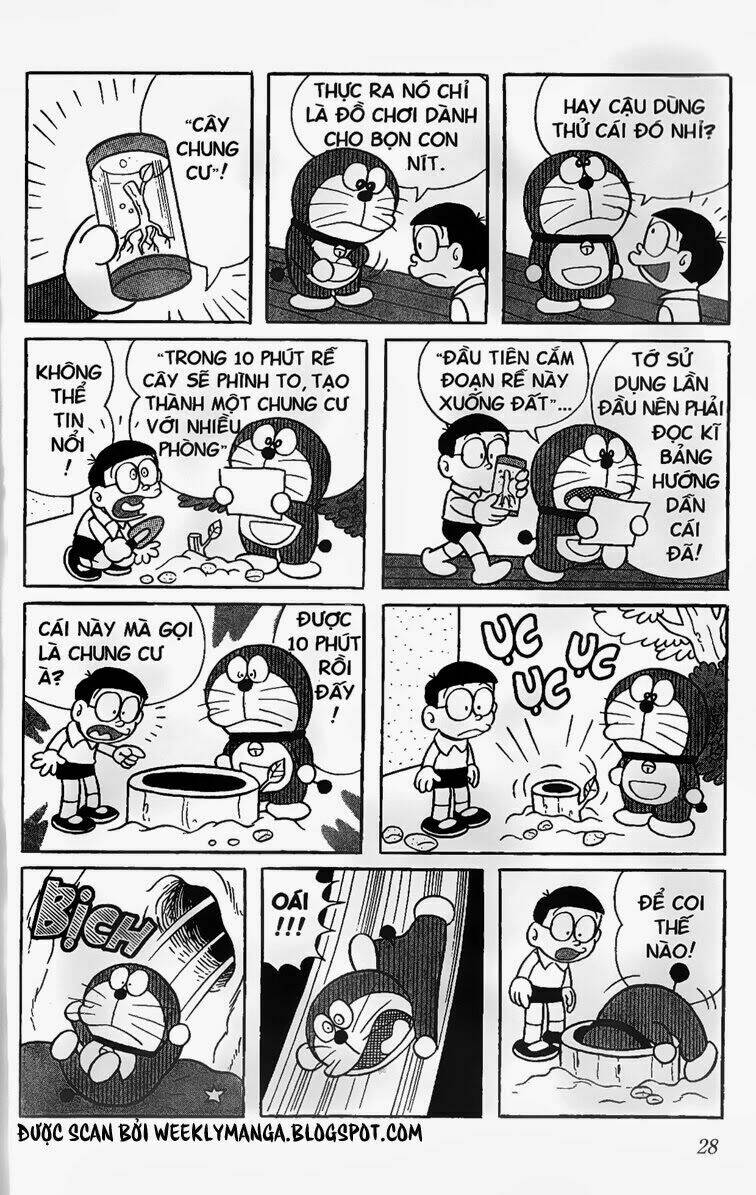 HAY CẬU DÙNG
THỬ CÁI ĐÓ NHỈ?
THỰC RA NÓ CHỈ
LÀ ĐỒ CHƠI DÀNH
CHO BỌN CON
NÍT.
"CÂY
CHUNG
CƯ"!
TỚ SỬ
DỤNG LẦN
ĐẦU NÊN PHẢI
ĐỌC KĨ
BẢNG
HƯỚNG
DẪN
CÁI
ĐÃ!
"ĐẦU TIÊN CẮM
ĐOẠN RỄ NÀY
XUỐNG ĐẤT"...
"TRONG 10 PHÚT RỄ
CÂY SẼ PHÌNH TO, TẠO
THÀNH MỘT CHUNG CƯ
VỚI NHIỀU
PHÒNG"
KHÔNG
THỂ
TIN
NỔI
!
ỤC
ỤC
ỤC
ỤC
ĐƯỢC
10 PHÚT
RỒI
ĐẤY
!
CÁI NÀY MÀ GỌI
LÀ CHUNG CƯ
À?
ĐỂ COI
THẾ
NÀO!
OÁI
!!!
BỊCH
ĐƯỢC SCAN BỞI WEEKLYMANGA.BLOGSPOT.COM
28